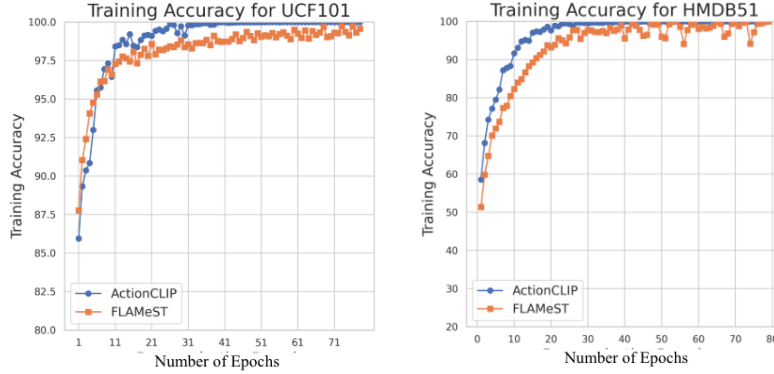 Training Accuracy for UCF101
Training Accuracy
100.0
97.5
95.0
92.5
90.0
87.5
85.0
82.5
80.0
ActionCLIP
FLAMeST
1 11 21 31 41 51 61 71
Number of Epochs
Training Accuracy for HMDB51
Training Accuracy
100
90
80
70
60
50
40
30
20
ActionCLIP
FLAMeST
0 10 20 30 40 50 60 70 80
Number of Epochs